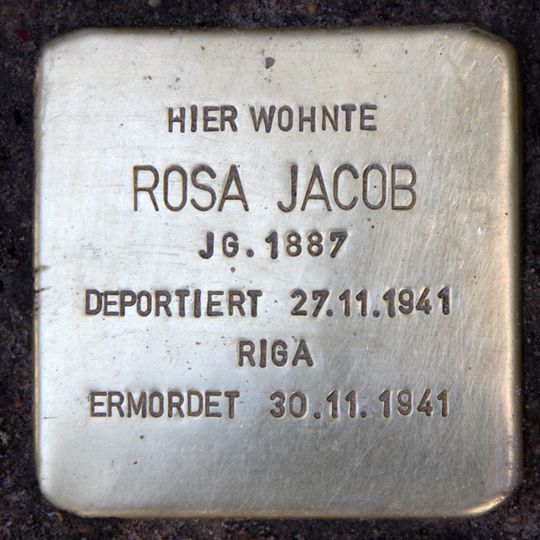 HIER WOHNTE
ROSA JACOB
JG. 1887
DEPORTIERT 27.11.1941
RIGA
ERMORDET 30.11.1941